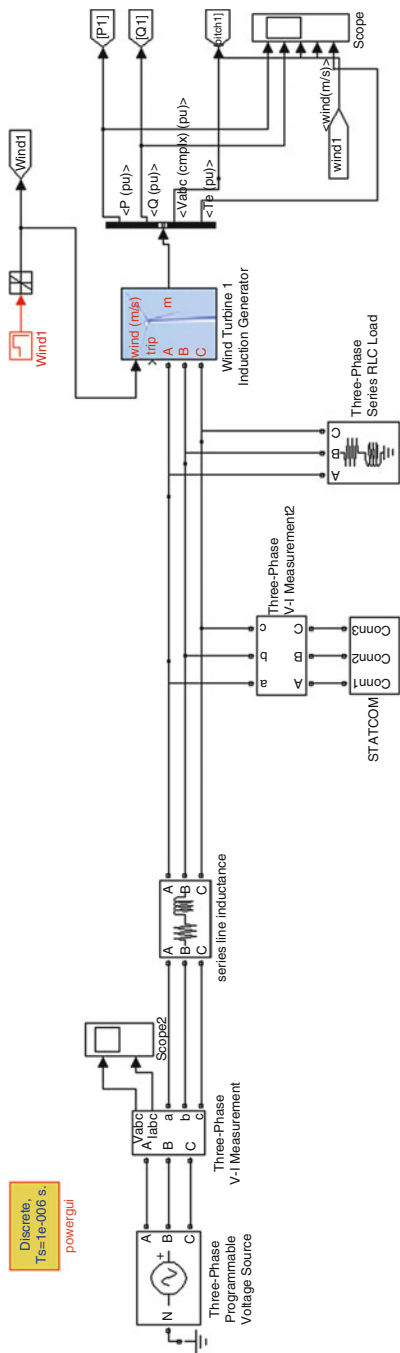 Discrete,
Ts=1e-006 s.
powergui
N
+
A
B
C
Three-Phase
Programmable
Voltage Source
Vabc
Iabc
A
B
C
a
b
c
Three-Phase
V-I Measurement
Scope2
A
B
C
A
B
C
series line inductance
a
b
c
A
B
C
Three-Phase
V-I Measurement2
Conn1
Conn2
Conn3
STATCOM
A
B
C
Three-Phase
Series RLC Load
Wind1
Wind1
wind (m/s)
trip
m
A
B
C
Wind Turbine 1
Induction Generator
<P (pu)>
<Q (pu)>
<Vabc (cmplx) (pu)>
<Te (pu)>
[P1]
[Q1]
[pitch1]
<wind(m/s)>
wind1
Scope